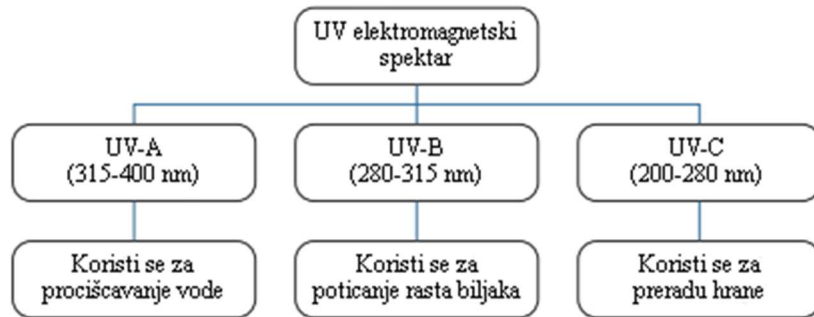 UV elektromagnetski
spektar
UV-A
(315-400 nm)
UV-B
(280-315 nm)
UV-C
(200-280 nm)
Koristi se za
prociščavanje vode
Koristi se za
poticanje rasta biljaka
Koristi se za
preradu hrane